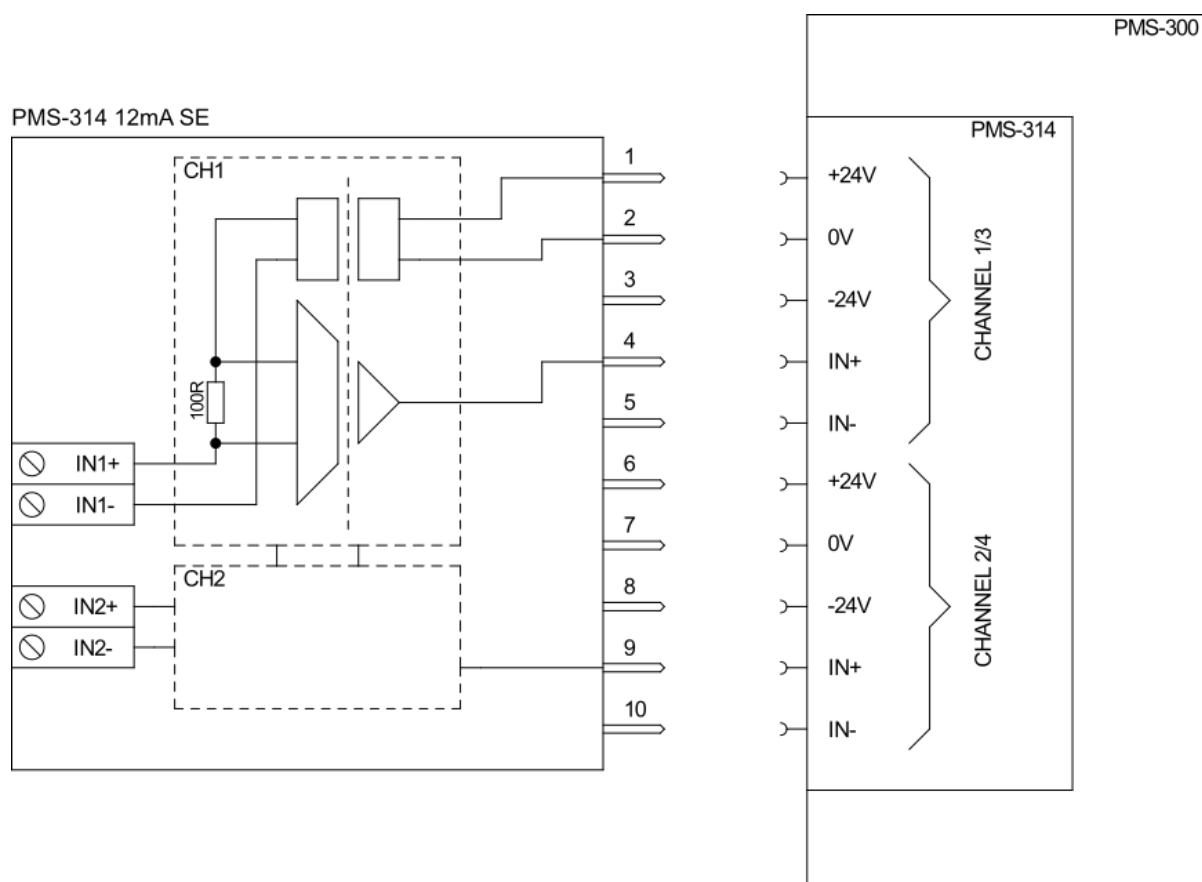 PMS-300
PMS-314 12mA SE
PMS-314
CH1
100R
IN1+
IN1-
CH2
IN2+
IN2-
1
2
3
4
5
6
7
8
9
10
+24V
0V
-24V
IN+
IN-
CHANNEL 1/3
+24V
0V
-24V
IN+
IN-
CHANNEL 2/4